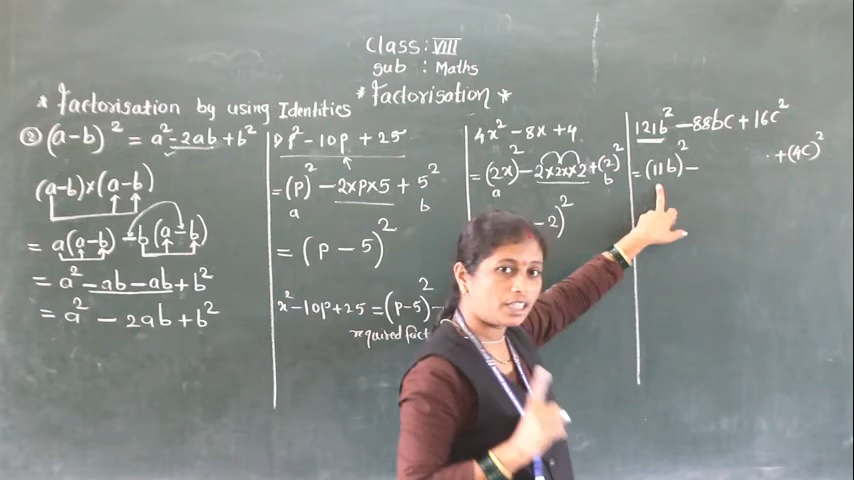 Class: VIII
Sub : Maths
* Factorisation *
* Factorisation by using Identities
② (a-b)² = a²-2ab+b²
(a-b)×(a-b)
= a(a-b) -b(a-b)
= a²-ab-ab+b²
= a² - 2ab+b²
1) p²-10p + 25
= (p)² - 2×p×5 + 5²
a b
= (p - 5)²
x²-10p+25 = (p-5)²-
required fact
4x² - 8x + 4
= (2x)² - 2×2x×2 +(2)²
a b
- 2)²
121b² - 88bc + 16c²
= (11b)² - +(4c)²